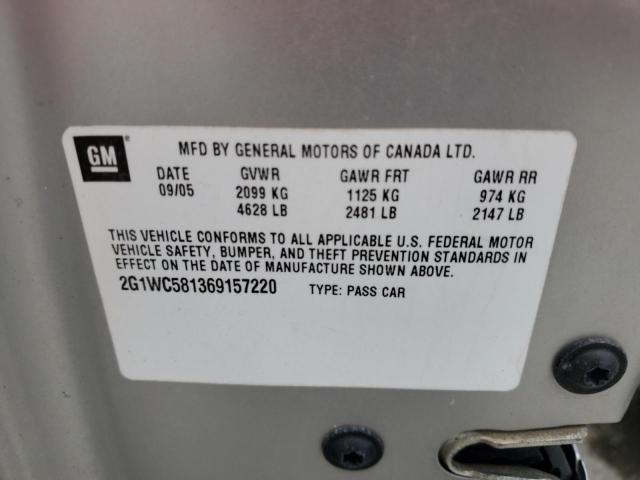 GM
MFD BY GENERAL MOTORS OF CANADA LTD.
DATE GVWR GAWR FRT GAWR RR
09/05 2099 KG 1125 KG 974 KG
4628 LB 2481 LB 2147 LB
THIS VEHICLE CONFORMS TO ALL APPLICABLE U.S. FEDERAL MOTOR
VEHICLE SAFETY, BUMPER, AND THEFT PREVENTION STANDARDS IN
EFFECT ON THE DATE OF MANUFACTURE SHOWN ABOVE.
2G1WC581369157220 TYPE: PASS CAR